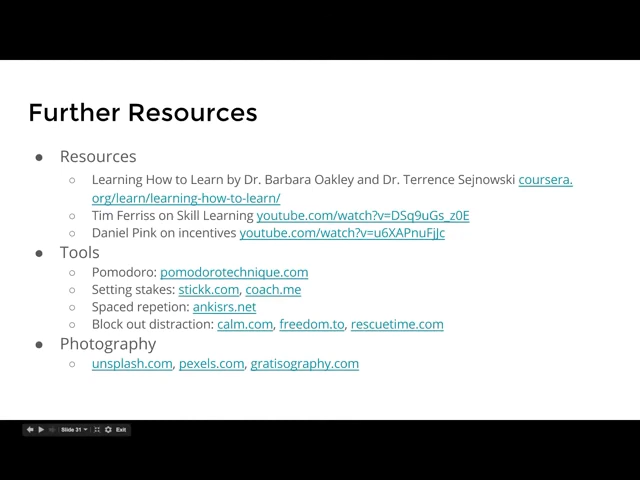 Further Resources
● Resources
○ Learning How to Learn by Dr. Barbara Oakley and Dr. Terrence Sejnowski coursera.
org/learn/learning-how-to-learn/
○ Tim Ferriss on Skill Learning youtube.com/watch?v=DSq9uGs_z0E
○ Daniel Pink on incentives youtube.com/watch?v=u6XAPnuFjJc
● Tools
○ Pomodoro: pomodorotechnique.com
○ Setting stakes: stickk.com, coach.me
○ Spaced repetion: ankisrs.net
○ Block out distraction: calm.com, freedom.to, rescuetime.com
● Photography
○ unsplash.com, pexels.com, gratisography.com
Slide 31 Exit